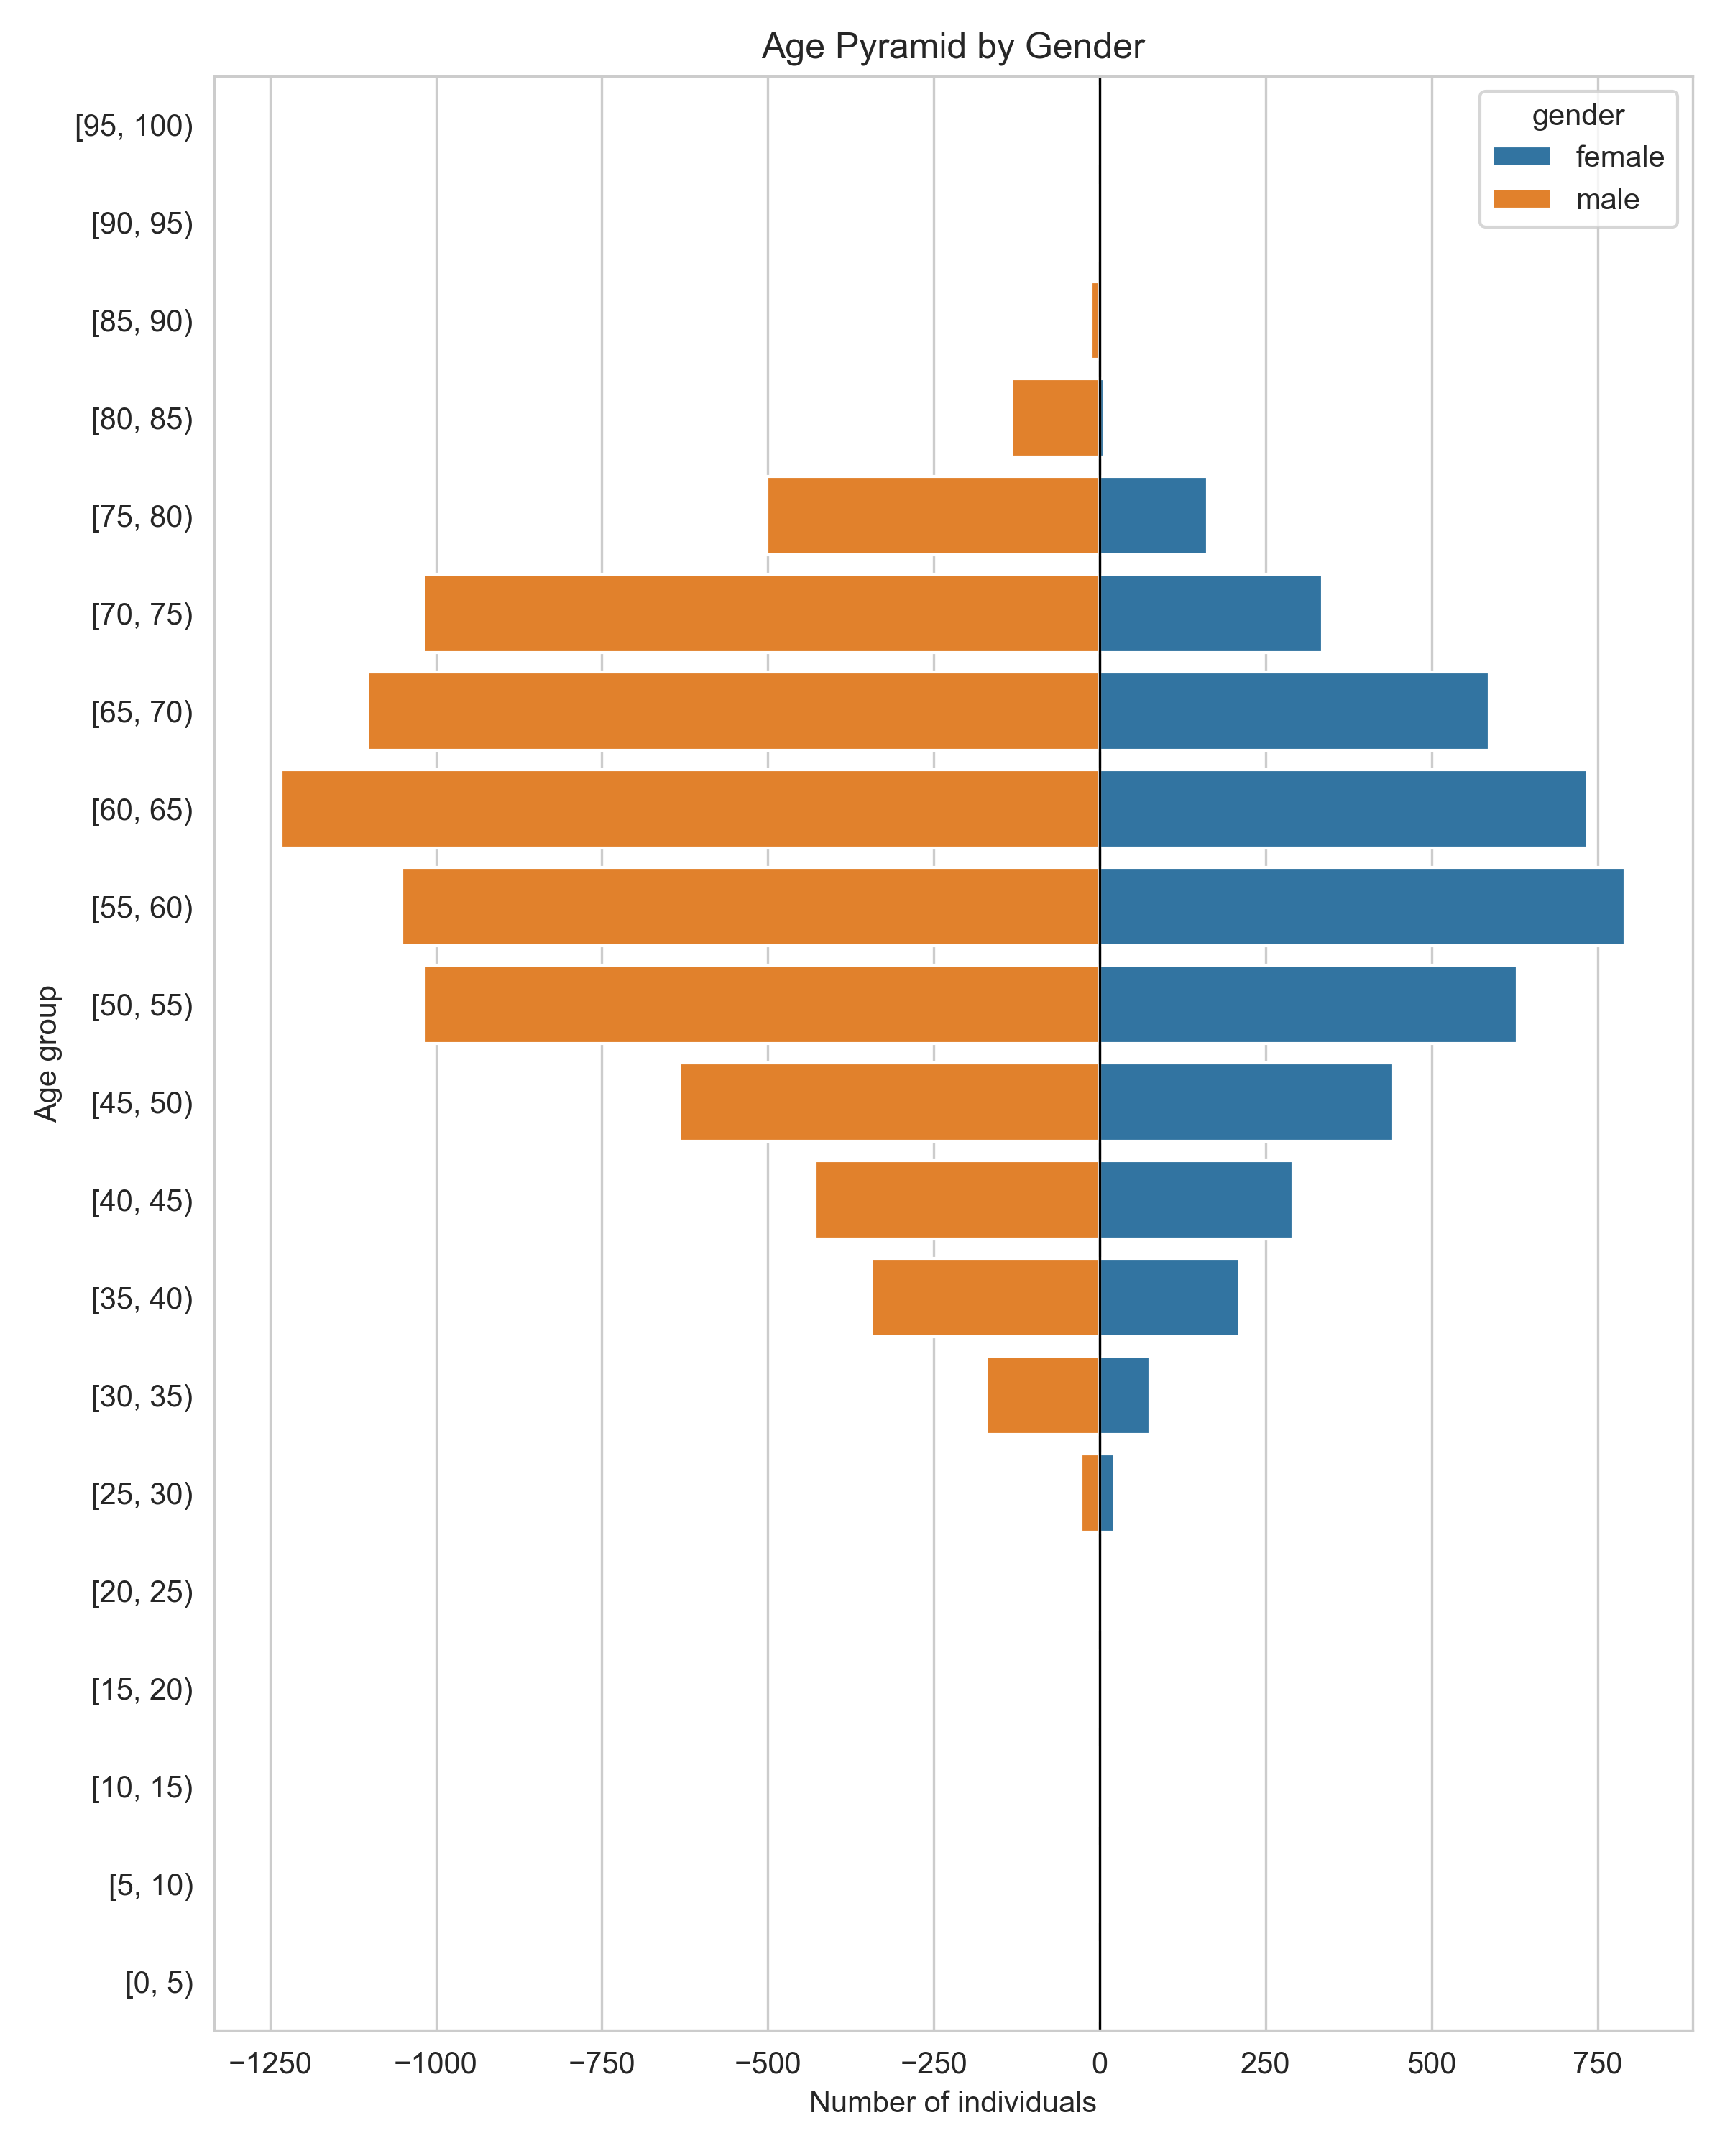 Age Pyramid by Gender
gender
female
male
[95, 100)
[90, 95)
[85, 90)
[80, 85)
[75, 80)
[70, 75)
[65, 70)
[60, 65)
[55, 60)
[50, 55)
[45, 50)
[40, 45)
[35, 40)
[30, 35)
[25, 30)
[20, 25)
[15, 20)
[10, 15)
[5, 10)
[0, 5)
Age group
−1250 −1000 −750 −500 −250 0 250 500 750
Number of individuals